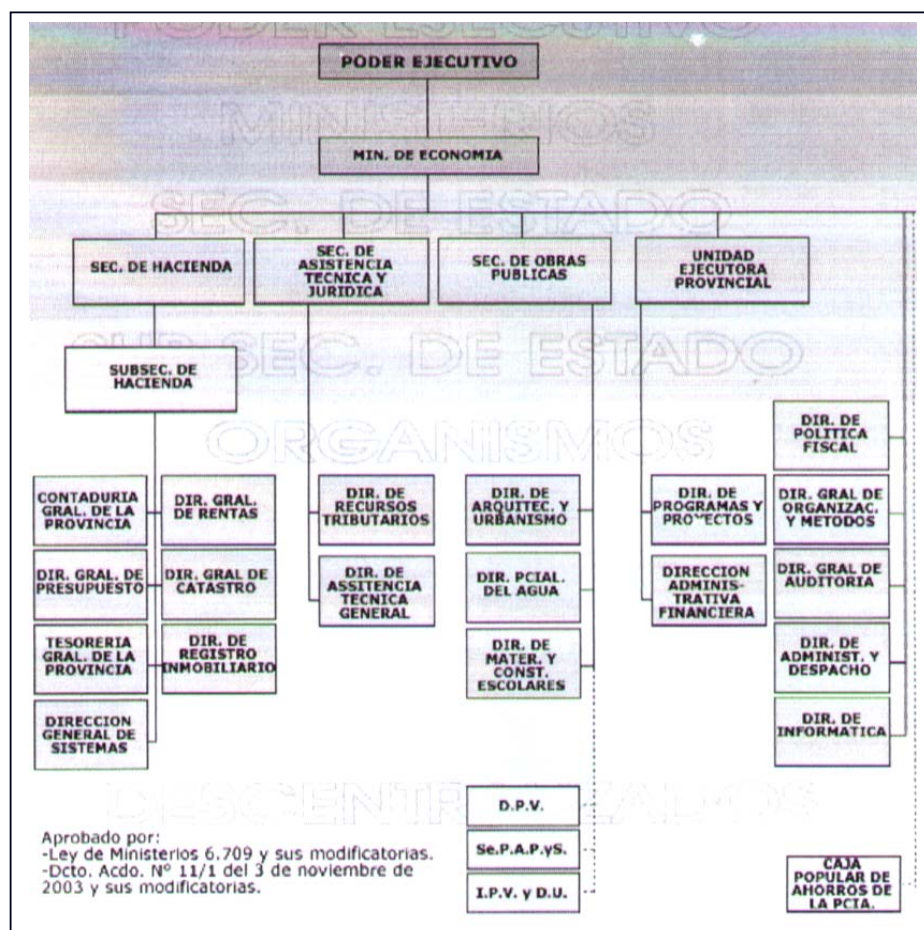 PODER EJECUTIVO
PODER EJECUTIVO
MINISTERIOS
MIN. DE ECONOMIA
SEC. DE ESTADO
SEC. DE HACIENDA
SEC. DE
ASISTENCIA
TECNICA Y
JURIDICA
SEC. DE OBRAS
PUBLICAS
UNIDAD
EJECUTORA
PROVINCIAL
SUB SEC. DE ESTADO
SUBSEC. DE
HACIENDA
ORGANISMOS
CONTADURIA
GRAL. DE LA
PROVINCIA
DIR. GRAL.
DE RENTAS
DIR. GRAL. DE
PRESUPUESTO
DIR. GRAL DE
CATASTRO
TESORERIA
GRAL. DE LA
PROVINCIA
DIR. DE
REGISTRO
INMOBILIARIO
DIRECCION
GENERAL DE
SISTEMAS
DIR. DE
RECURSOS
TRIBUTARIOS
DIR. DE
ASSITENCIA
TECNICA
GENERAL
DIR. DE
ARQUITEC. Y
URBANISMO
DIR. PCIAL.
DEL AGUA
DIR. DE
MATER. Y
CONST.
ESCOLARES
DIR. DE
PROGRAMAS Y
PROYECTOS
DIRECCION
ADMINIS-
TRATIVA
FINANCIERA
DIR. DE
POLITICA
FISCAL
DIR. GRAL DE
ORGANIZAC.
Y METODOS
DIR. GRAL DE
AUDITORIA
DIR. DE
ADMINIST. Y
DESPACHO
DIR. DE
INFORMATICA
DESCENTRALIZADOS
D.P.V.
Se.P.A.P.yS.
I.P.V. y D.U.
CAJA
POPULAR DE
AHORROS DE
LA PCIA.
Aprobado por:
-Ley de Ministerios 6.709 y sus modificatorias.
-Dcto. Acdo. Nº 11/1 del 3 de noviembre de
2003 y sus modificatorias.